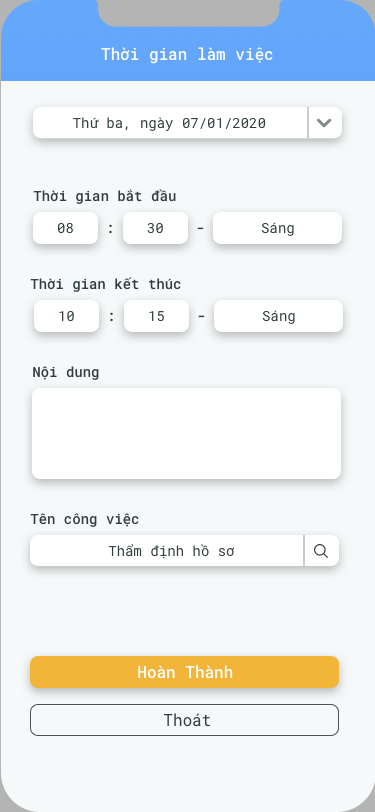 Thời gian làm việc
Thứ ba, ngày 07/01/2020
Thời gian bắt đầu
08 : 30 - Sáng
Thời gian kết thúc
10 : 15 - Sáng
Nội dung
Tên công việc
Thẩm định hồ sơ
Hoàn Thành
Thoát